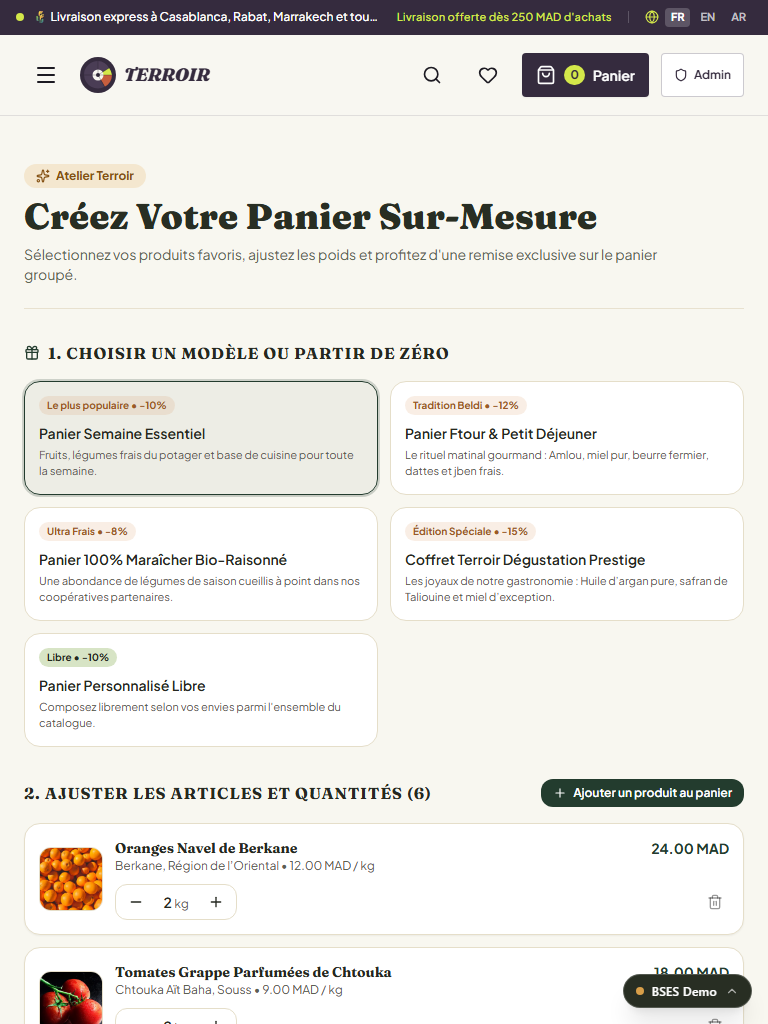 Livraison express à Casablanca, Rabat, Marrakech et tou... Livraison offerte dès 250 MAD d'achats FR EN AR
TERROIR 0 Panier Admin
Atelier Terroir
Créez Votre Panier Sur-Mesure
Sélectionnez vos produits favoris, ajustez les poids et profitez d'une remise exclusive sur le panier
groupé.
1. CHOISIR UN MODÈLE OU PARTIR DE ZÉRO
Le plus populaire • -10%
Panier Semaine Essentiel
Fruits, légumes frais du potager et base de cuisine pour toute
la semaine.
Tradition Beldi • -12%
Panier Ftour & Petit Déjeuner
Le rituel matinal gourmand : Amlou, miel pur, beurre fermier,
dattes et jben frais.
Ultra Frais • -8%
Panier 100% Maraîcher Bio-Raisonné
Une abondance de légumes de saison cueillis à point dans nos
coopératives partenaires.
Édition Spéciale • -15%
Coffret Terroir Dégustation Prestige
Les joyaux de notre gastronomie : Huile d'argan pure, safran de
Taliouine et miel d'exception.
Libre • -10%
Panier Personnalisé Libre
Composez librement selon vos envies parmi l'ensemble du
catalogue.
2. AJUSTER LES ARTICLES ET QUANTITÉS (6)
+ Ajouter un produit au panier
Oranges Navel de Berkane
24.00 MAD
Berkane, Région de l'Oriental • 12.00 MAD / kg
− 2 kg +
Tomates Grappe Parfumées de Chtouka
18.00 MAD
Chtouka Aït Baha, Souss • 9.00 MAD / kg
BSES Demo